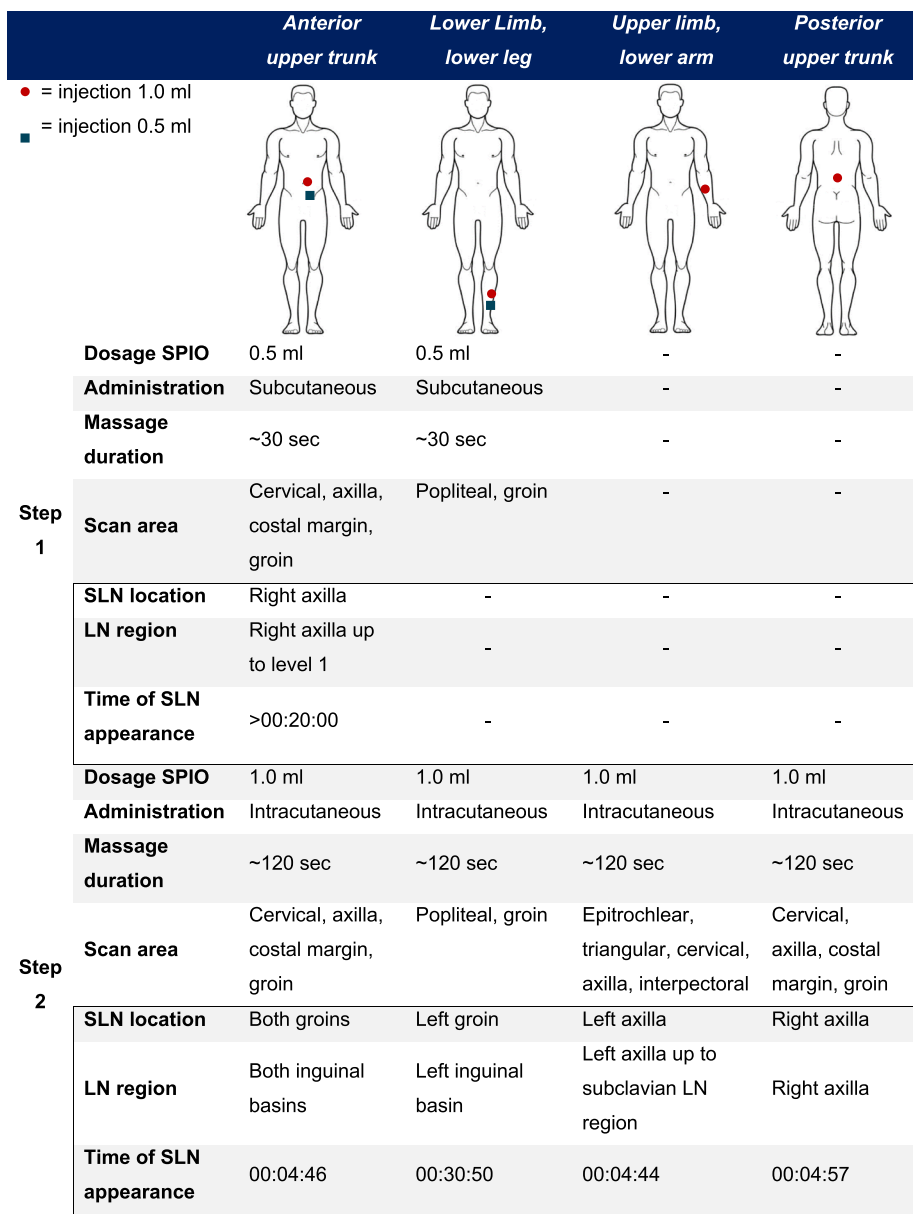 Anterior Lower Limb, Upper limb, Posterior
upper trunk lower leg lower arm upper trunk
= injection 1.0 ml
= injection 0.5 ml
Dosage SPIO 0.5 ml 0.5 ml - -
Administration Subcutaneous Subcutaneous - -
Massage
duration ~30 sec ~30 sec - -
Step
1
Scan area Cervical, axilla, Popliteal, groin - -
costal margin,
groin
SLN location Right axilla - - -
LN region Right axilla up - - -
to level 1
Time of SLN
appearance >00:20:00 - - -
Dosage SPIO 1.0 ml 1.0 ml 1.0 ml 1.0 ml
Administration Intracutaneous Intracutaneous Intracutaneous Intracutaneous
Massage
duration ~120 sec ~120 sec ~120 sec ~120 sec
Step
2
Scan area Cervical, axilla, Popliteal, groin Epitrochlear, Cervical,
costal margin, triangular, cervical, axilla, costal
groin axilla, interpectoral margin, groin
SLN location Both groins Left groin Left axilla Right axilla
LN region Both inguinal Left inguinal Left axilla up to Right axilla
basins basin subclavian LN
region
Time of SLN
appearance 00:04:46 00:30:50 00:04:44 00:04:57